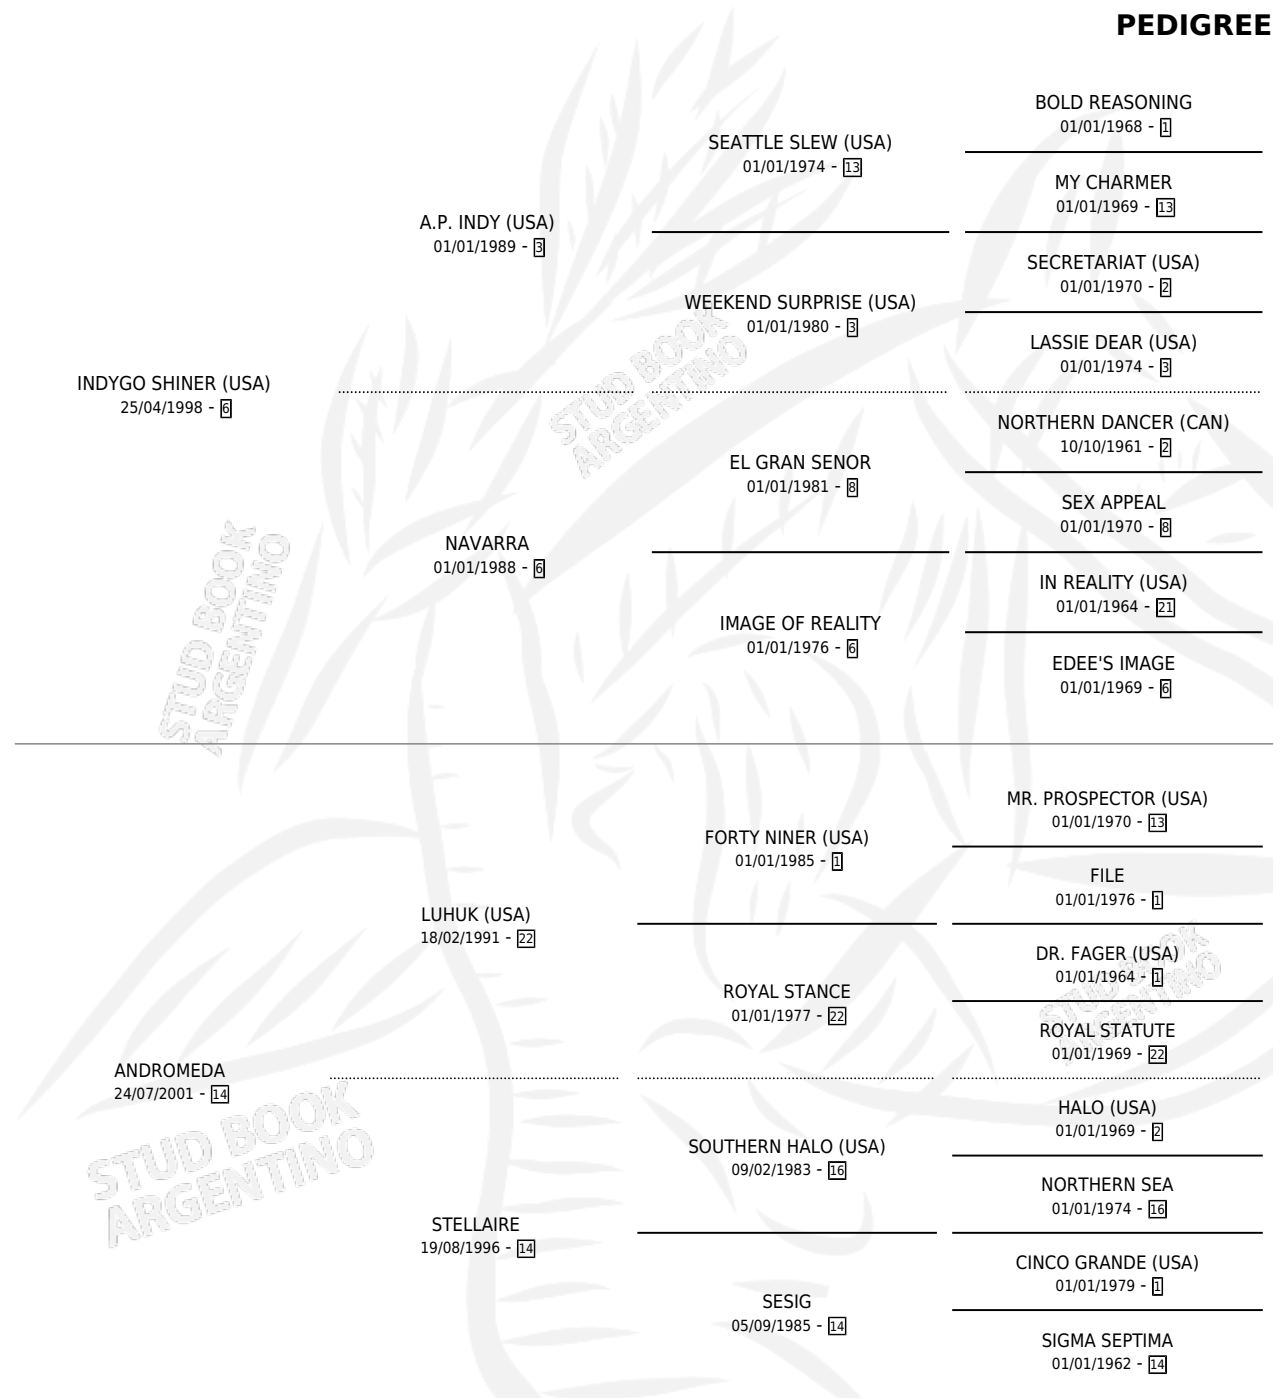 PEDIGREE
BOLD REASONING
01/01/1968 - 1
SEATTLE SLEW (USA)
01/01/1974 - 13
MY CHARMER
01/01/1969 - 13
A.P. INDY (USA)
01/01/1989 - 3
SECRETARIAT (USA)
01/01/1970 - 2
WEEKEND SURPRISE (USA)
01/01/1980 - 3
LASSIE DEAR (USA)
01/01/1974 - 3
INDYGO SHINER (USA)
25/04/1998 - 6
NORTHERN DANCER (CAN)
10/10/1961 - 2
EL GRAN SENOR
01/01/1981 - 8
SEX APPEAL
01/01/1970 - 8
NAVARRA
01/01/1988 - 6
IN REALITY (USA)
01/01/1964 - 21
IMAGE OF REALITY
01/01/1976 - 6
EDEE'S IMAGE
01/01/1969 - 6
MR. PROSPECTOR (USA)
01/01/1970 - 13
FORTY NINER (USA)
01/01/1985 - 1
FILE
01/01/1976 - 1
LUHUK (USA)
18/02/1991 - 22
DR. FAGER (USA)
01/01/1964 - 1
ROYAL STANCE
01/01/1977 - 22
ROYAL STATUTE
01/01/1969 - 22
ANDROMEDA
24/07/2001 - 14
HALO (USA)
01/01/1969 - 2
SOUTHERN HALO (USA)
09/02/1983 - 16
NORTHERN SEA
01/01/1974 - 16
STELLAIRE
19/08/1996 - 14
CINCO GRANDE (USA)
01/01/1979 - 1
SESIG
05/09/1985 - 14
SIGMA SEPTIMA
01/01/1962 - 14
STUD BOOK
ARGENTINO
STUD BOOK
ARGENTINO
STUD BOOK
ARGENTINO
STUD BOOK
ARGENTINO